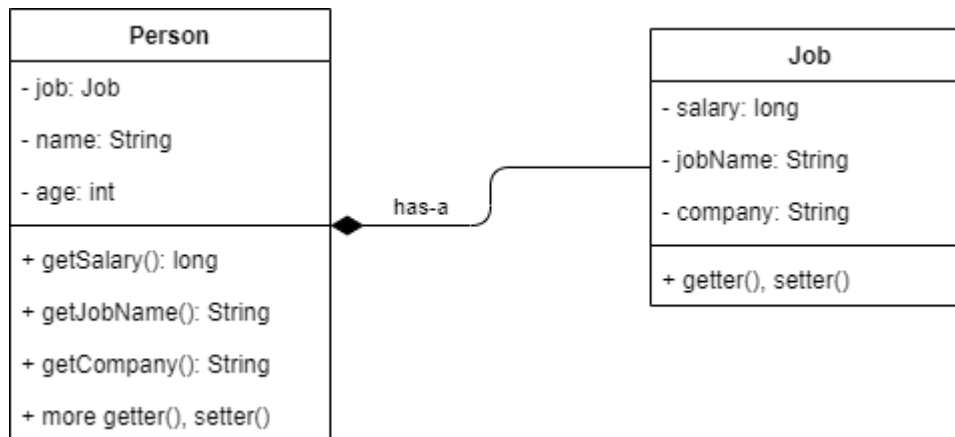 Person
- job: Job
- name: String
- age: int
+ getSalary(): long
+ getJobName(): String
+ getCompany(): String
+ more getter(), setter()
has-a
Job
- salary: long
- jobName: String
- company: String
+ getter(), setter()